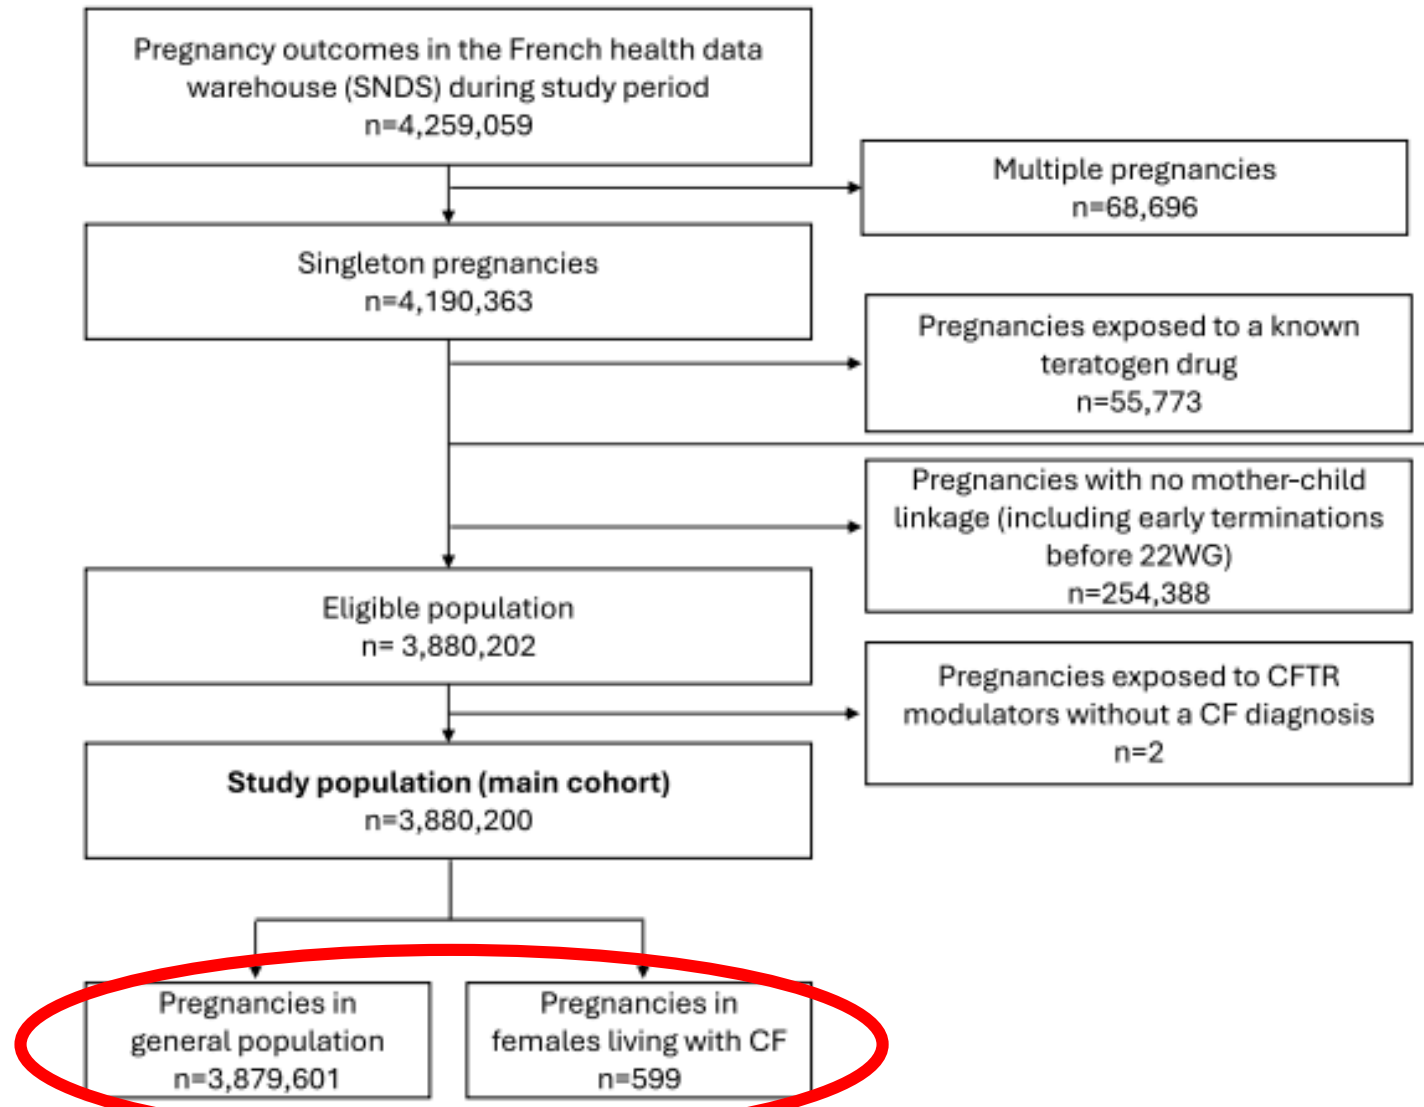 Pregnancy outcomes in the French health data
warehouse (SNDS) during study period
n=4,259,059
Multiple pregnancies
n=68,696
Singleton pregnancies
n=4,190,363
Pregnancies exposed to a known
teratogen drug
n=55,773
Pregnancies with no mother-child
linkage (including early terminations
before 22WG)
n=254,388
Eligible population
n= 3,880,202
Pregnancies exposed to CFTR
modulators without a CF diagnosis
n=2
Study population (main cohort)
n=3,880,200
Pregnancies in
general population
n=3,879,601
Pregnancies in
females living with CF
n=599